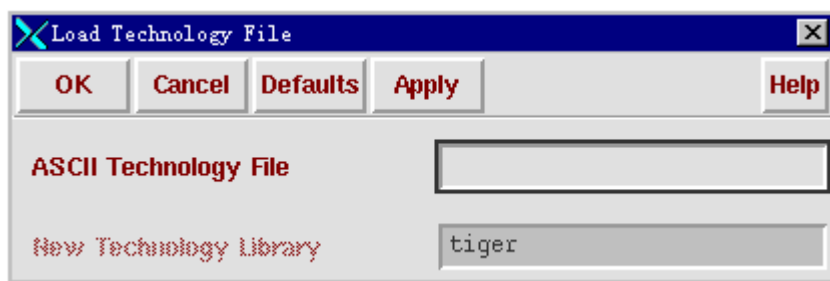 Load Technology File
OK Cancel Defaults Apply Help
ASCII Technology File
New Technology Library tiger